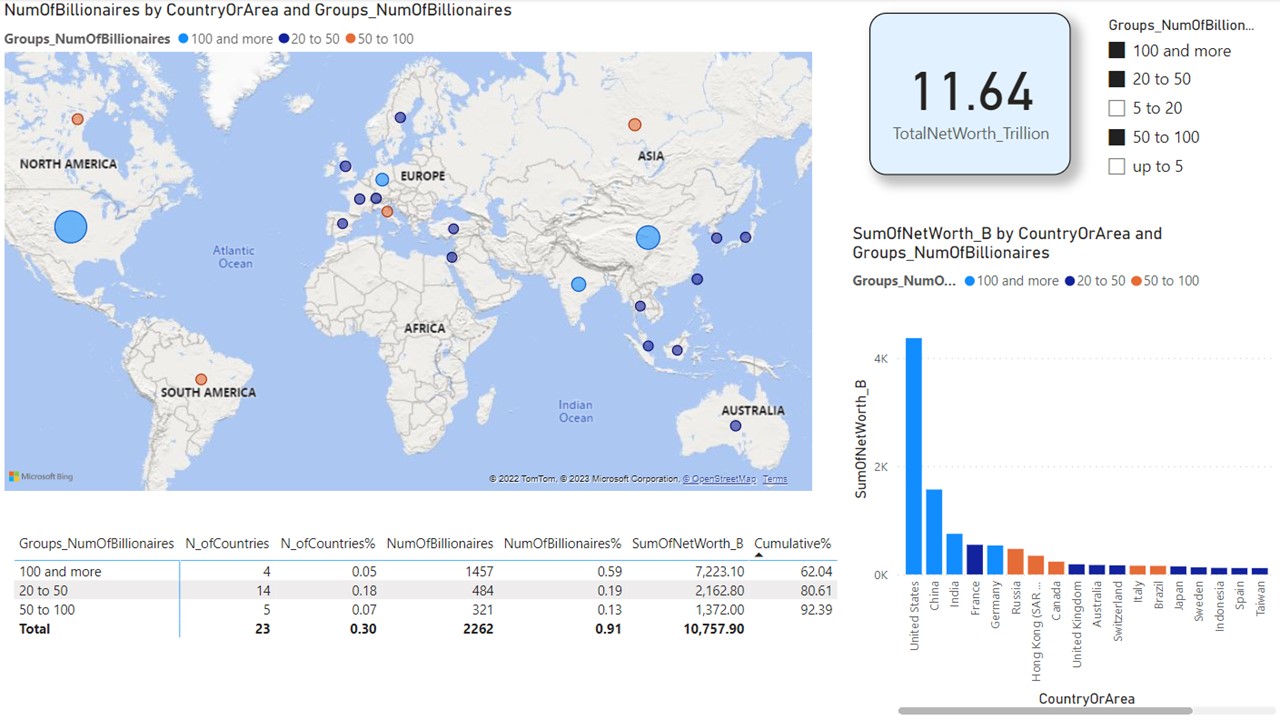 NumOfBillionaires by CountryOrArea and Groups_NumOfBillionaires
Groups_NumOfBillionaires 100 and more 20 to 50 50 to 100
NORTH AMERICA
EUROPE
ASIA
Atlantic
Ocean
AFRICA
SOUTH AMERICA
Indian
Ocean
AUSTRALIA
Microsoft Bing
© 2022 TomTom, © 2023 Microsoft Corporation, © OpenStreetMap Terms
11.64
TotalNetWorth_Trillion
Groups_NumOfBillion...
100 and more
20 to 50
5 to 20
50 to 100
up to 5
SumOfNetWorth_B by CountryOrArea and
Groups_NumOfBillionaires
Groups_NumO... 100 and more 20 to 50 50 to 100
SumOfNetWorth_B
4K
2K
0K
United States
China
India
France
Germany
Russia
Hong Kong (SAR ...
Canada
United Kingdom
Australia
Switzerland
Italy
Brazil
Japan
Sweden
Indonesia
Spain
Taiwan
CountryOrArea
Groups_NumOfBillionaires N_ofCountries N_ofCountries% NumOfBillionaires NumOfBillionaires% SumOfNetWorth_B Cumulative%
100 and more 4 0.05 1457 0.59 7,223.10 62.04
20 to 50 14 0.18 484 0.19 2,162.80 80.61
50 to 100 5 0.07 321 0.13 1,372.00 92.39
Total 23 0.30 2262 0.91 10,757.90